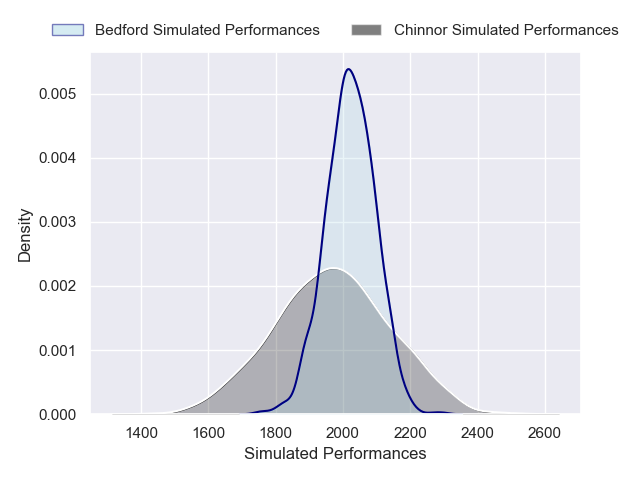 Bedford Simulated Performances Chinnor Simulated Performances
0.005
0.004
0.003
0.002
0.001
0.000
Density
1400 1600 1800 2000 2200 2400 2600
Simulated Performances